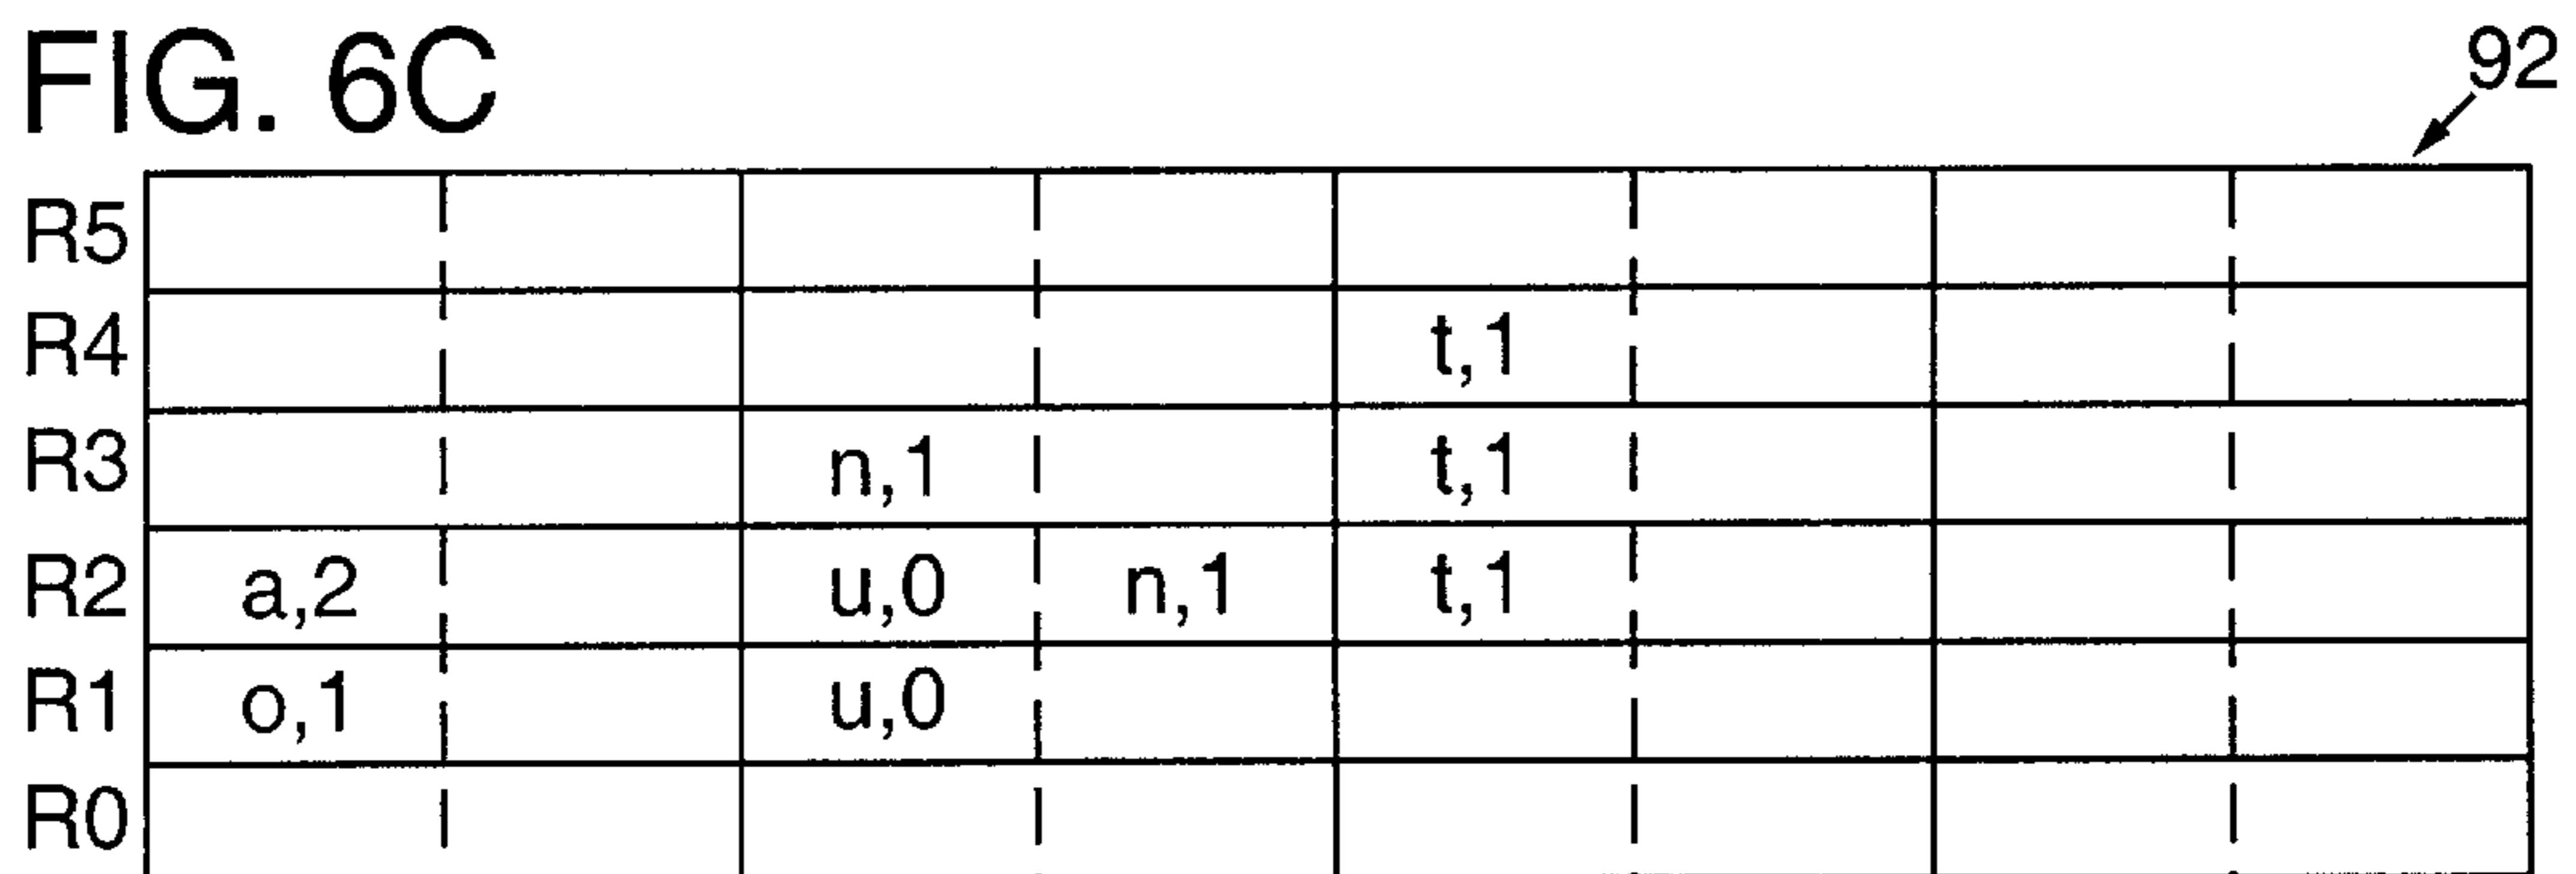 FIG. 6C
92
R5
R4 t,1
R3 n,1 t,1
R2 a,2 u,0 n,1 t,1
R1 o,1 u,0
R0